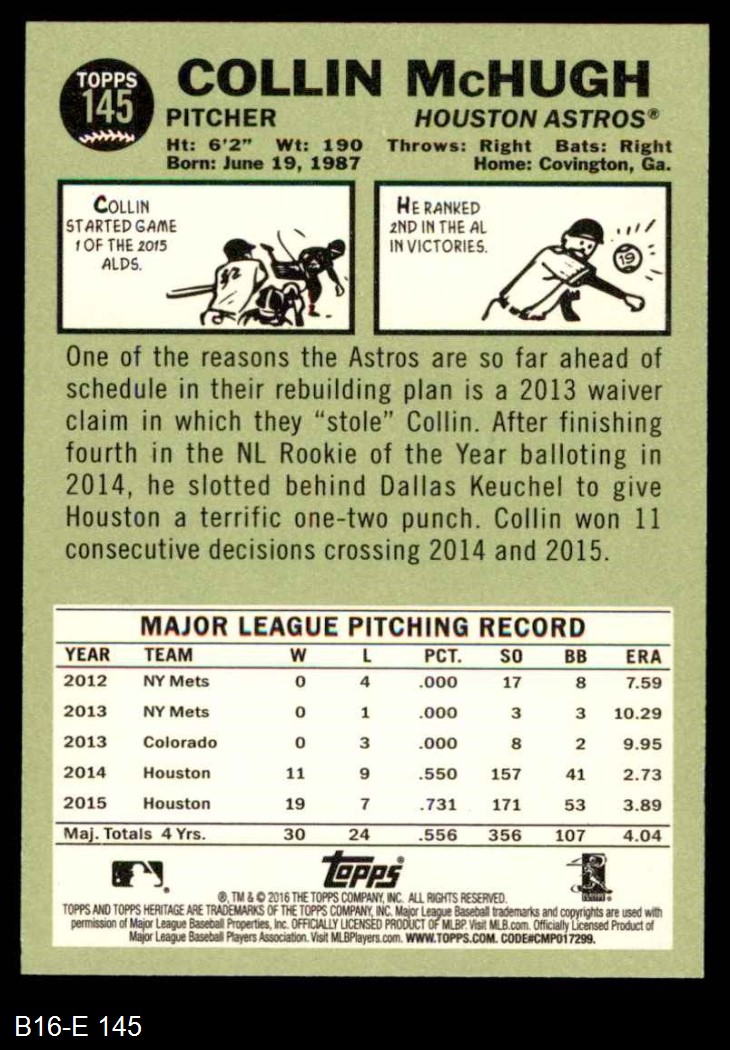 TOPPS
145
COLLIN McHUGH
PITCHER HOUSTON ASTROS®
Ht: 6'2" Wt: 190 Throws: Right Bats: Right
Born: June 19, 1987 Home: Covington, Ga.
COLLIN
STARTED GAME
1 OF THE 2015
ALDS.
HE RANKED
2ND IN THE AL
IN VICTORIES.
19
One of the reasons the Astros are so far ahead of
schedule in their rebuilding plan is a 2013 waiver
claim in which they “stole” Collin. After finishing
fourth in the NL Rookie of the Year balloting in
2014, he slotted behind Dallas Keuchel to give
Houston a terrific one-two punch. Collin won 11
consecutive decisions crossing 2014 and 2015.
MAJOR LEAGUE PITCHING RECORD
YEAR TEAM W L PCT. SO BB ERA
2012 NY Mets 0 4 .000 17 8 7.59
2013 NY Mets 0 1 .000 3 3 10.29
2013 Colorado 0 3 .000 8 2 9.95
2014 Houston 11 9 .550 157 41 2.73
2015 Houston 19 7 .731 171 53 3.89
Maj. Totals 4 Yrs. 30 24 .556 356 107 4.04
Topps®
®, TM & © 2016 THE TOPPS COMPANY, INC. ALL RIGHTS RESERVED.
TOPPS AND TOPPS HERITAGE ARE TRADEMARKS OF THE TOPPS COMPANY, INC. Major League Baseball trademarks and copyrights are used with
permission of Major League Baseball Properties, Inc. OFFICIALLY LICENSED PRODUCT OF MLBP. Visit MLB.com. Officially Licensed Product of
Major League Baseball Players Association. Visit MLBPlayers.com. WWW.TOPPS.COM. CODE#CMP017299.
B16-E 145